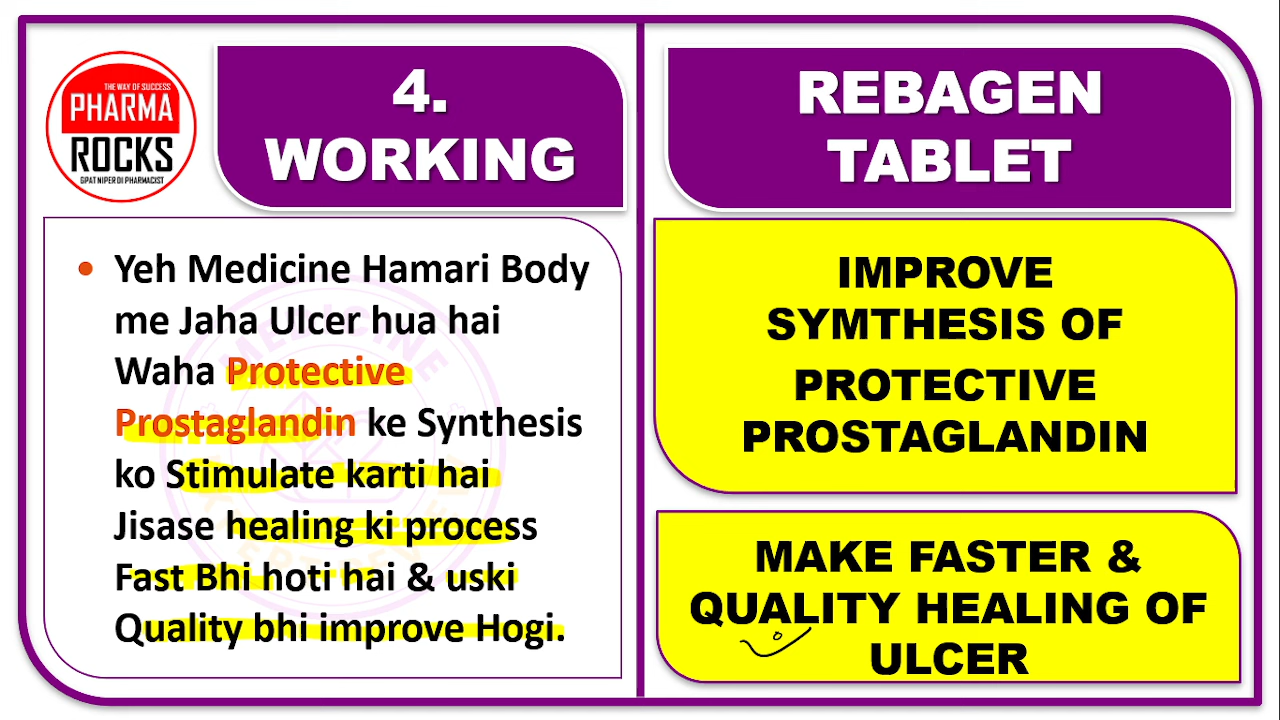 THE WAY OF SUCCESS
PHARMA
ROCKS
GPAT NIPER DI PHARMACIST
4.
WORKING
• Yeh Medicine Hamari Body
me Jaha Ulcer hua hai
Waha Protective
Prostaglandin ke Synthesis
ko Stimulate karti hai
Jisase healing ki process
Fast Bhi hoti hai & uski
Quality bhi improve Hogi.
REBAGEN
TABLET
IMPROVE
SYMTHESIS OF
PROTECTIVE
PROSTAGLANDIN
MAKE FASTER &
QUALITY HEALING OF
ULCER